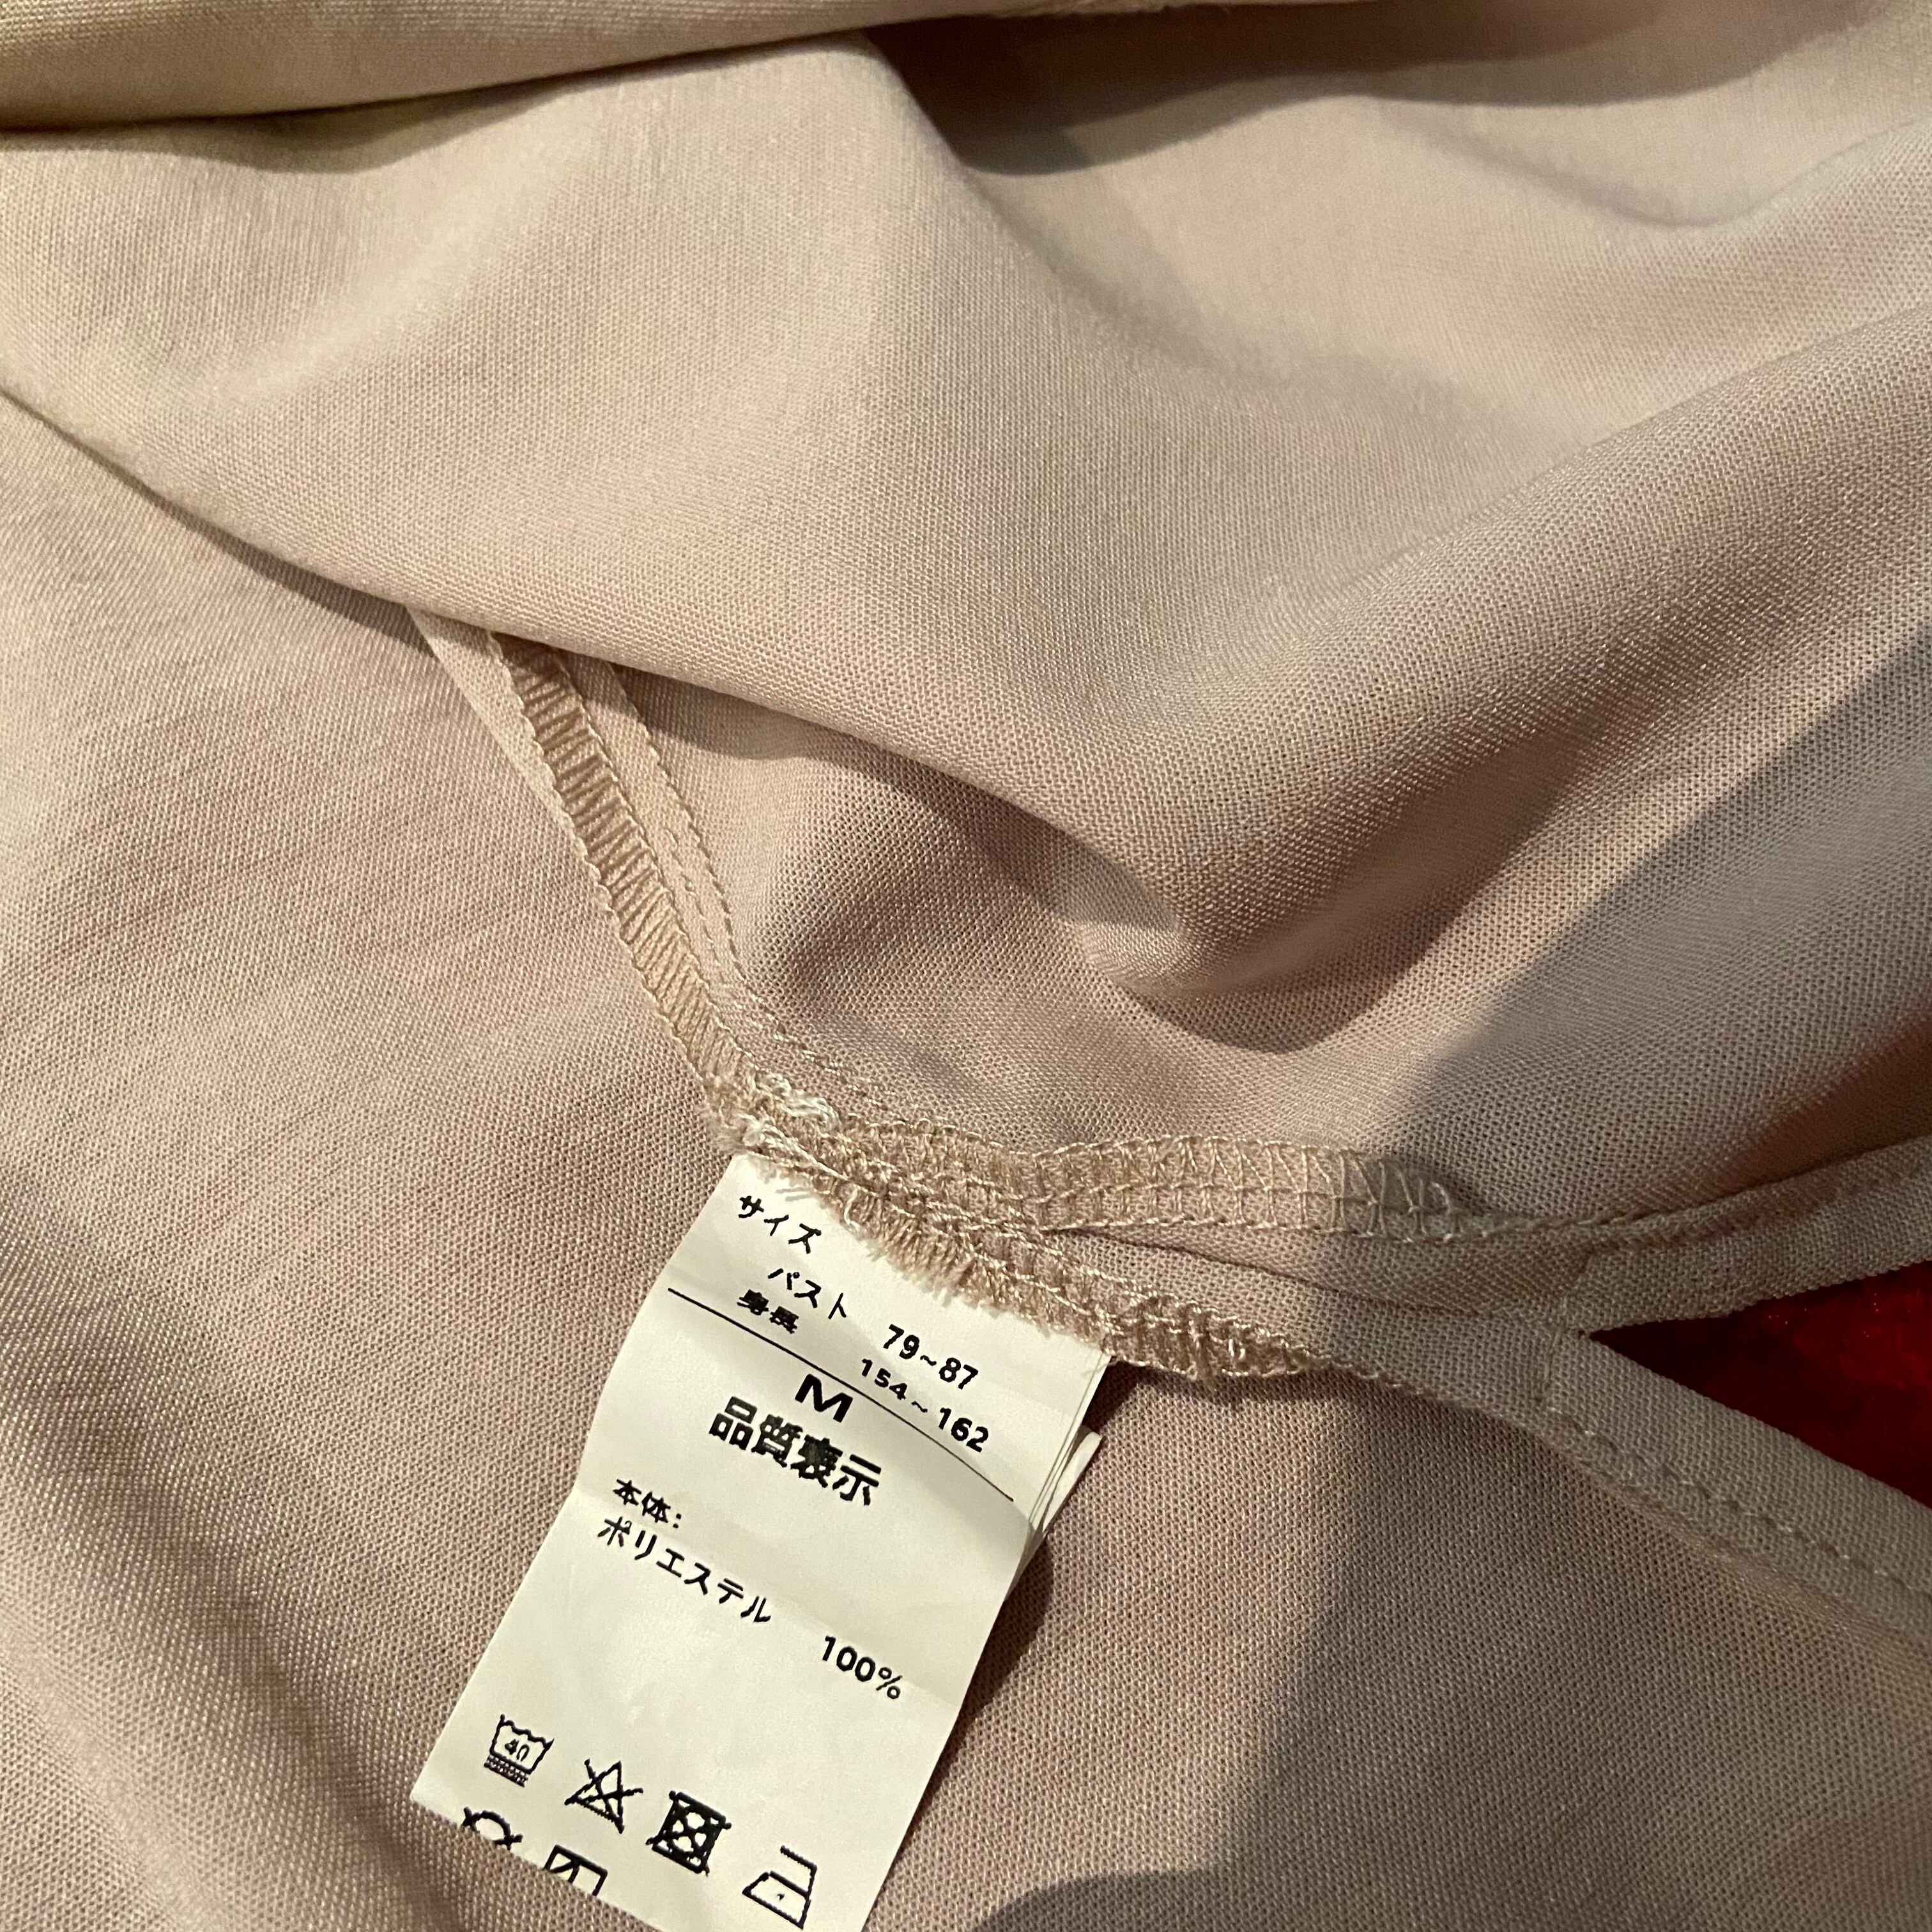 サイズ
バスト 79~87
身長 154~162
M
品質表示
本体:
ポリエステル 100%
40